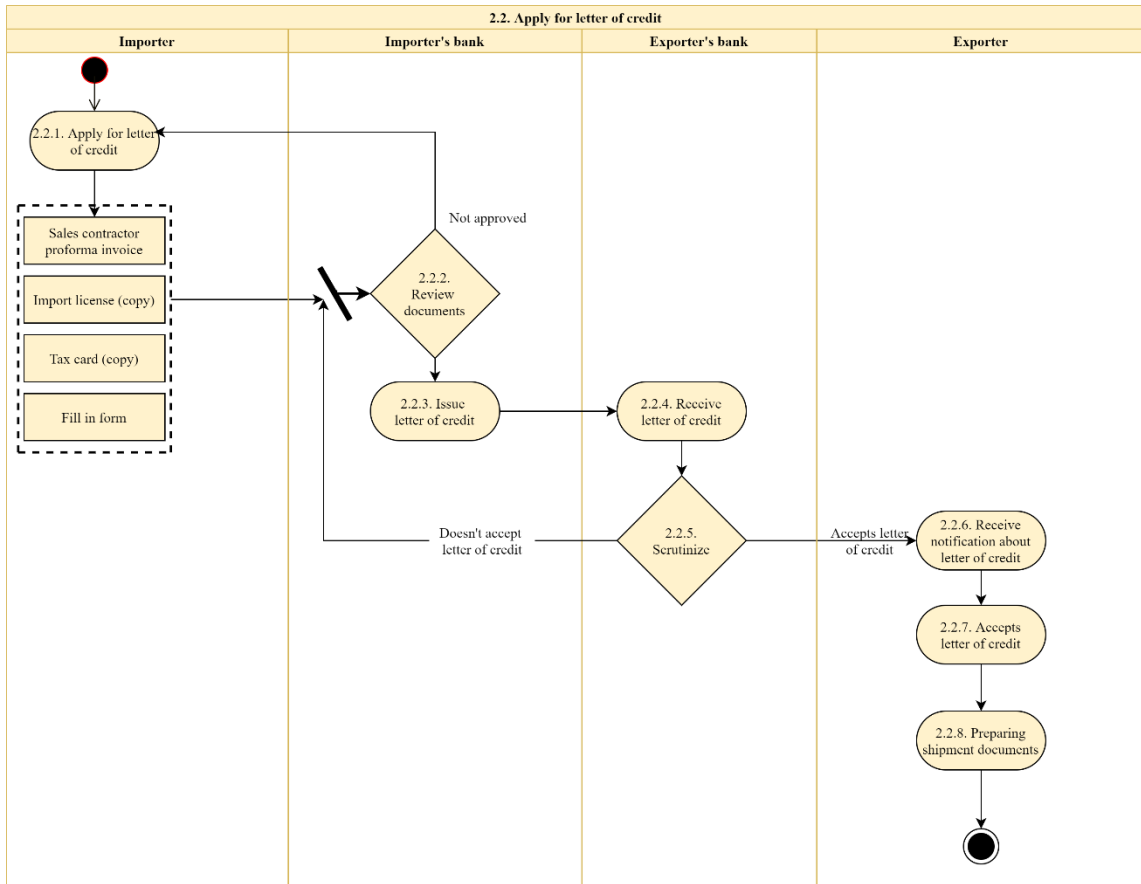 2.2. Apply for letter of credit
Importer
Importer's bank
Exporter's bank
Exporter
2.2.1. Apply for letter
of credit
Sales contractor
proforma invoice
Import license (copy)
Tax card (copy)
Fill in form
Not approved
2.2.2.
Review
documents
2.2.3. Issue
letter of credit
2.2.4. Receive
letter of credit
Doesn't accept
letter of credit
2.2.5.
Scrutinize
Accepts letter
of credit
2.2.6. Receive
notification about
letter of credit
2.2.7. Accepts
letter of credit
2.2.8. Preparing
shipment documents